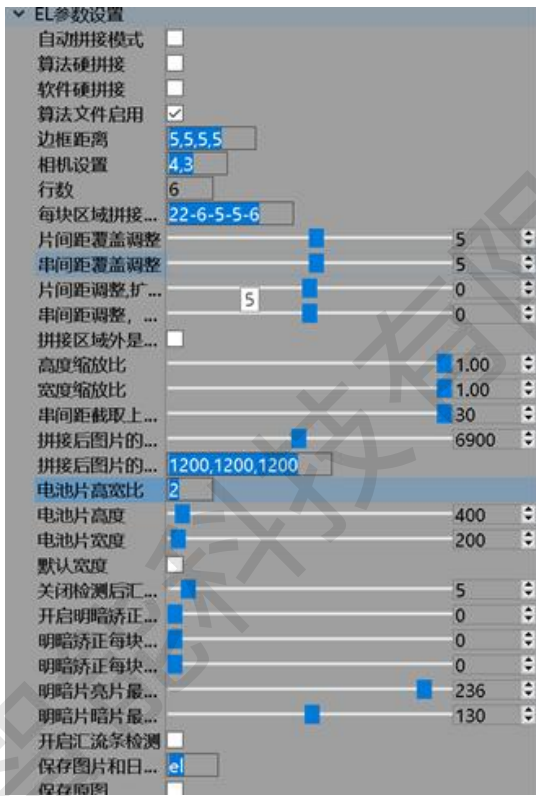 EL参数设置
自动拼接模式
算法硬拼接
软件硬拼接
算法文件启用
边框距离 5,5,5,5
相机设置 4,3
行数 6
每块区域拼接... 22-6-5-5-6
片间距覆盖调整 5
串间距覆盖调整 5
片间距调整,扩... 0
5
串间距调整，... 0
拼接区域外是...
高度缩放比 1.00
宽度缩放比 1.00
串间距截取上... 30
拼接后图片的... 6900
拼接后图片的... 1200,1200,1200
电池片高宽比 2
电池片高度 400
电池片宽度 200
默认宽度
关闭检测后汇... 5
开启明暗矫正... 0
明暗矫正每块... 0
明暗矫正每块... 0
明暗片亮片最... 236
明暗片暗片最... 130
开启汇流条检测
保存图片和日... el
保存原图